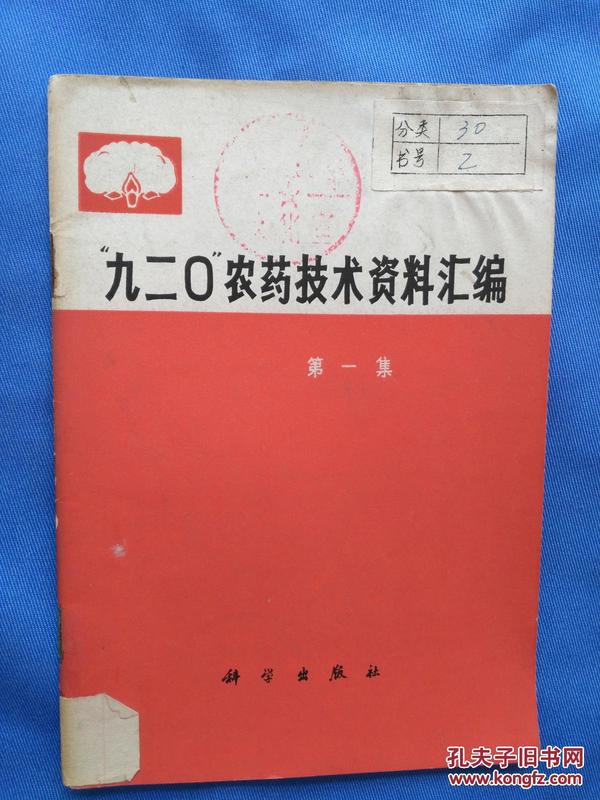 分类 30
书号 2
“九二〇”农药技术资料汇编
第一集
科学出版社
孔夫子旧书网
www.kongfz.com